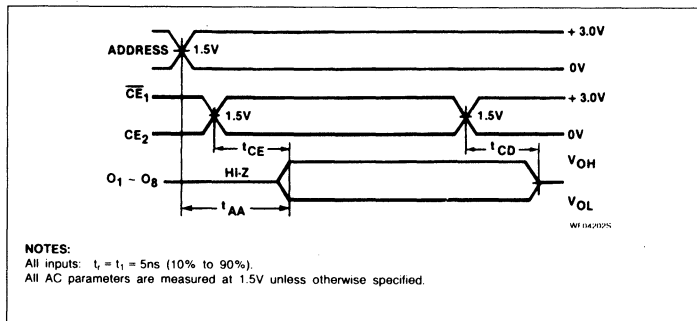 + 3.0V
ADDRESS
1.5V
0V
CE1
+ 3.0V
1.5V
1.5V
CE2
0V
tCE
tCD
VOH
O1 ~ O8
HI-Z
tAA
VOL
WF04202S
NOTES:
All inputs: tr = t1 = 5ns (10% to 90%).
All AC parameters are measured at 1.5V unless otherwise specified.